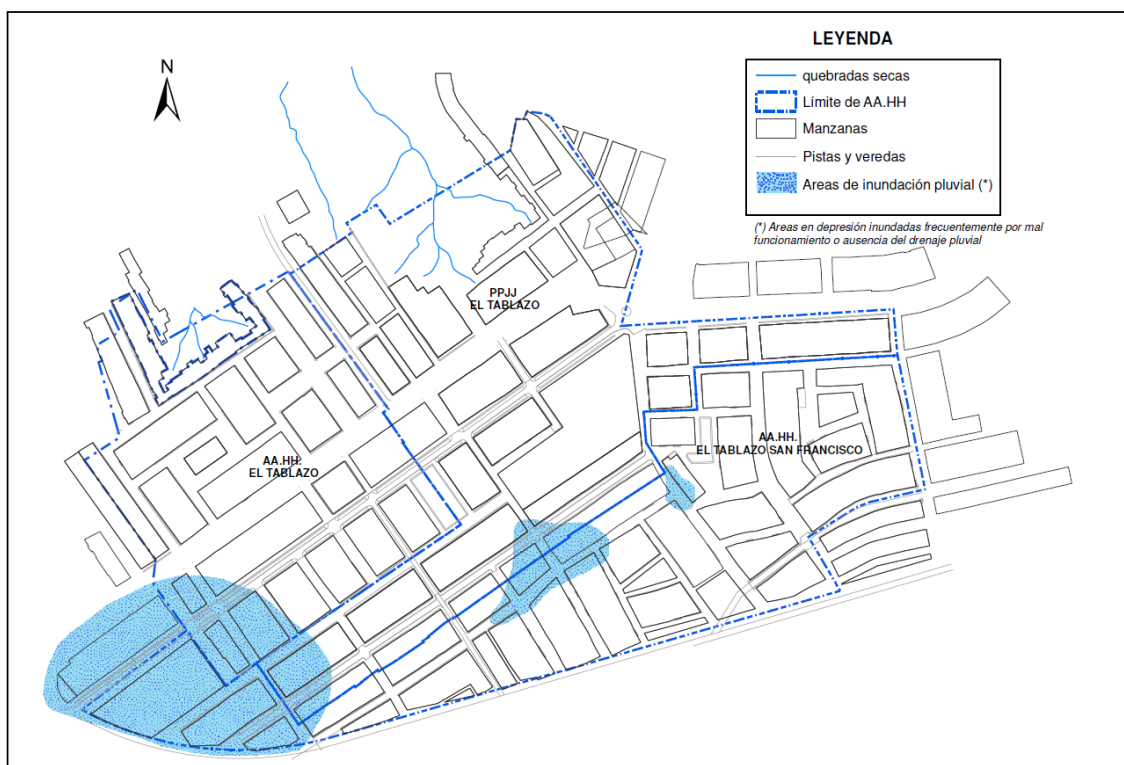 LEYENDA
quebradas secas
Límite de AA.HH
Manzanas
Pistas y veredas
Areas de inundación pluvial (*)
(*) Areas en depresión inundadas frecuentemente por mal
funcionamiento o ausencia del drenaje pluvial
N
PPJJ
EL TABLAZO
AA.HH.
EL TABLAZO SAN FRANCISCO
AA.HH.
EL TABLAZO